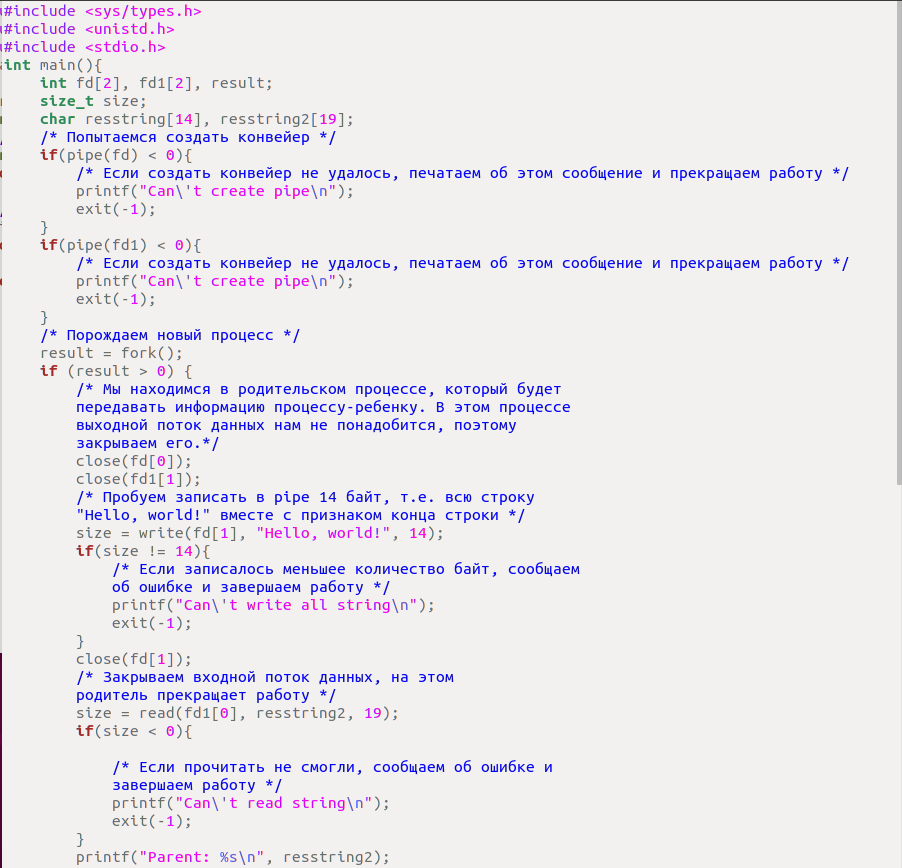 #include <sys/types.h>
#include <unistd.h>
#include <stdio.h>
int main(){
    int fd[2], fd1[2], result;
    size_t size;
    char resstring[14], resstring2[19];
    /* Попытаемся создать конвейер */
    if(pipe(fd) < 0){
        /* Если создать конвейер не удалось, печатаем об этом сообщение и прекращаем работу */
        printf("Can\'t create pipe\n");
        exit(-1);
    }
    if(pipe(fd1) < 0){
        /* Если создать конвейер не удалось, печатаем об этом сообщение и прекращаем работу */
        printf("Can\'t create pipe\n");
        exit(-1);
    }
    /* Порождаем новый процесс */
    result = fork();
    if (result > 0) {
        /* Мы находимся в родительском процессе, который будет
        передавать информацию процессу-ребенку. В этом процессе
        выходной поток данных нам не понадобится, поэтому
        закрываем его.*/
        close(fd[0]);
        close(fd1[1]);
        /* Пробуем записать в pipe 14 байт, т.е. всю строку
        "Hello, world!" вместе с признаком конца строки */
        size = write(fd[1], "Hello, world!", 14);
        if(size != 14){
            /* Если записалось меньшее количество байт, сообщаем
            об ошибке и завершаем работу */
            printf("Can\'t write all string\n");
            exit(-1);
        }
        close(fd[1]);
        /* Закрываем входной поток данных, на этом
        родитель прекращает работу */
        size = read(fd1[0], resstring2, 19);
        if(size < 0){

            /* Если прочитать не смогли, сообщаем об ошибке и
            завершаем работу */
            printf("Can\'t read string\n");
            exit(-1);
        }
        printf("Parent: %s\n", resstring2);